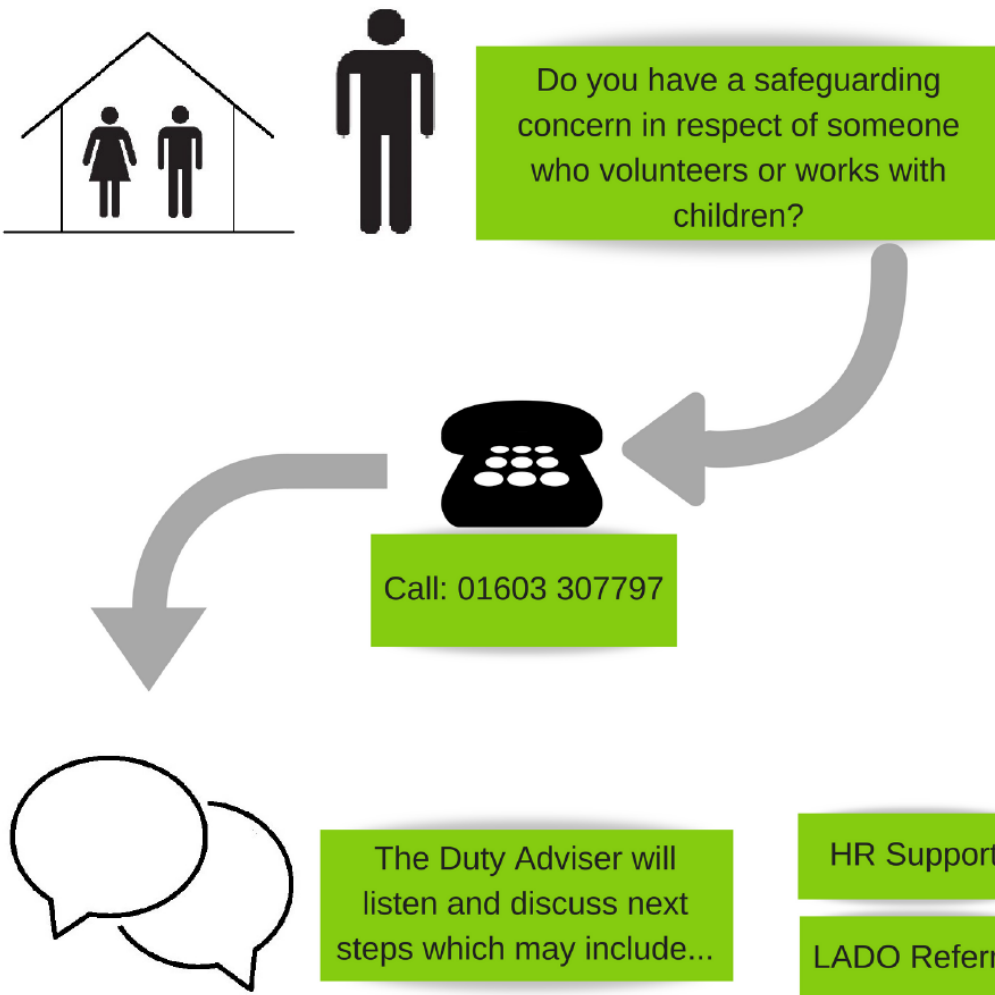 Do you have a safeguarding
concern in respect of someone
who volunteers or works with
children?
Call: 01603 307797
The Duty Adviser will
listen and discuss next
steps which may include...
HR Support
LADO